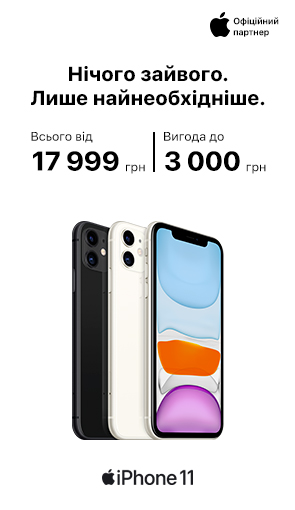 Офіційний
партнер
Нічого зайвого.
Лише найнеобхідніше.
Всього від
17 999 грн
Вигода до
3 000 грн
iPhone 11